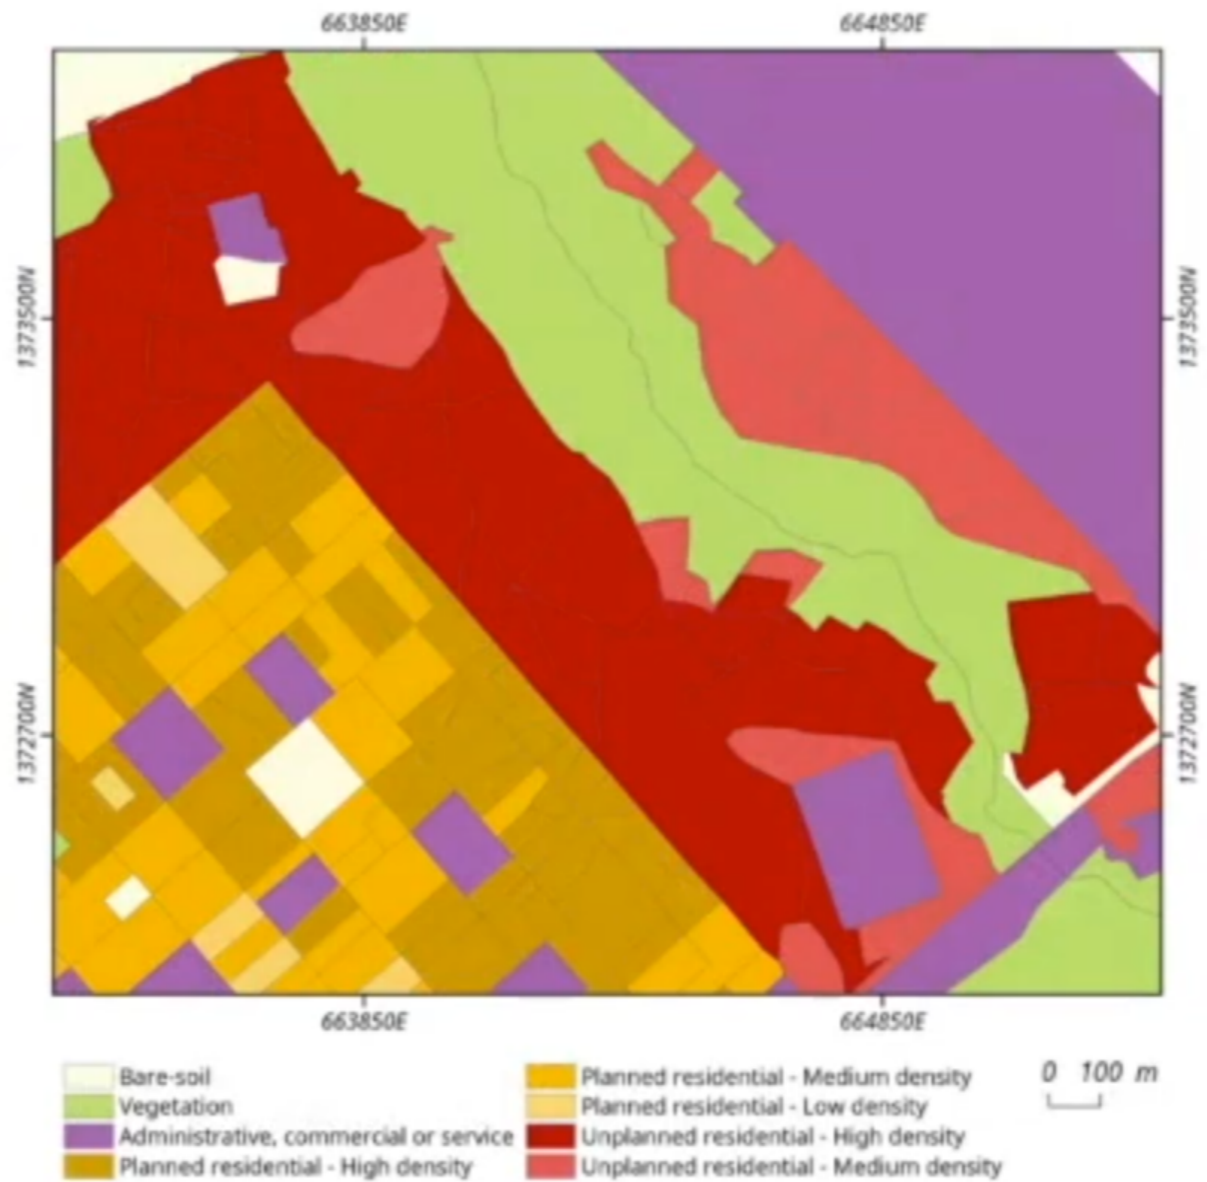 663850E 664850E
1373500N 1373500N
1372700N 1372700N
663850E 664850E
Bare-soil
Vegetation
Administrative, commercial or service
Planned residential - High density
Planned residential - Medium density
Planned residential - Low density
Unplanned residential - High density
Unplanned residential - Medium density
0 100 m